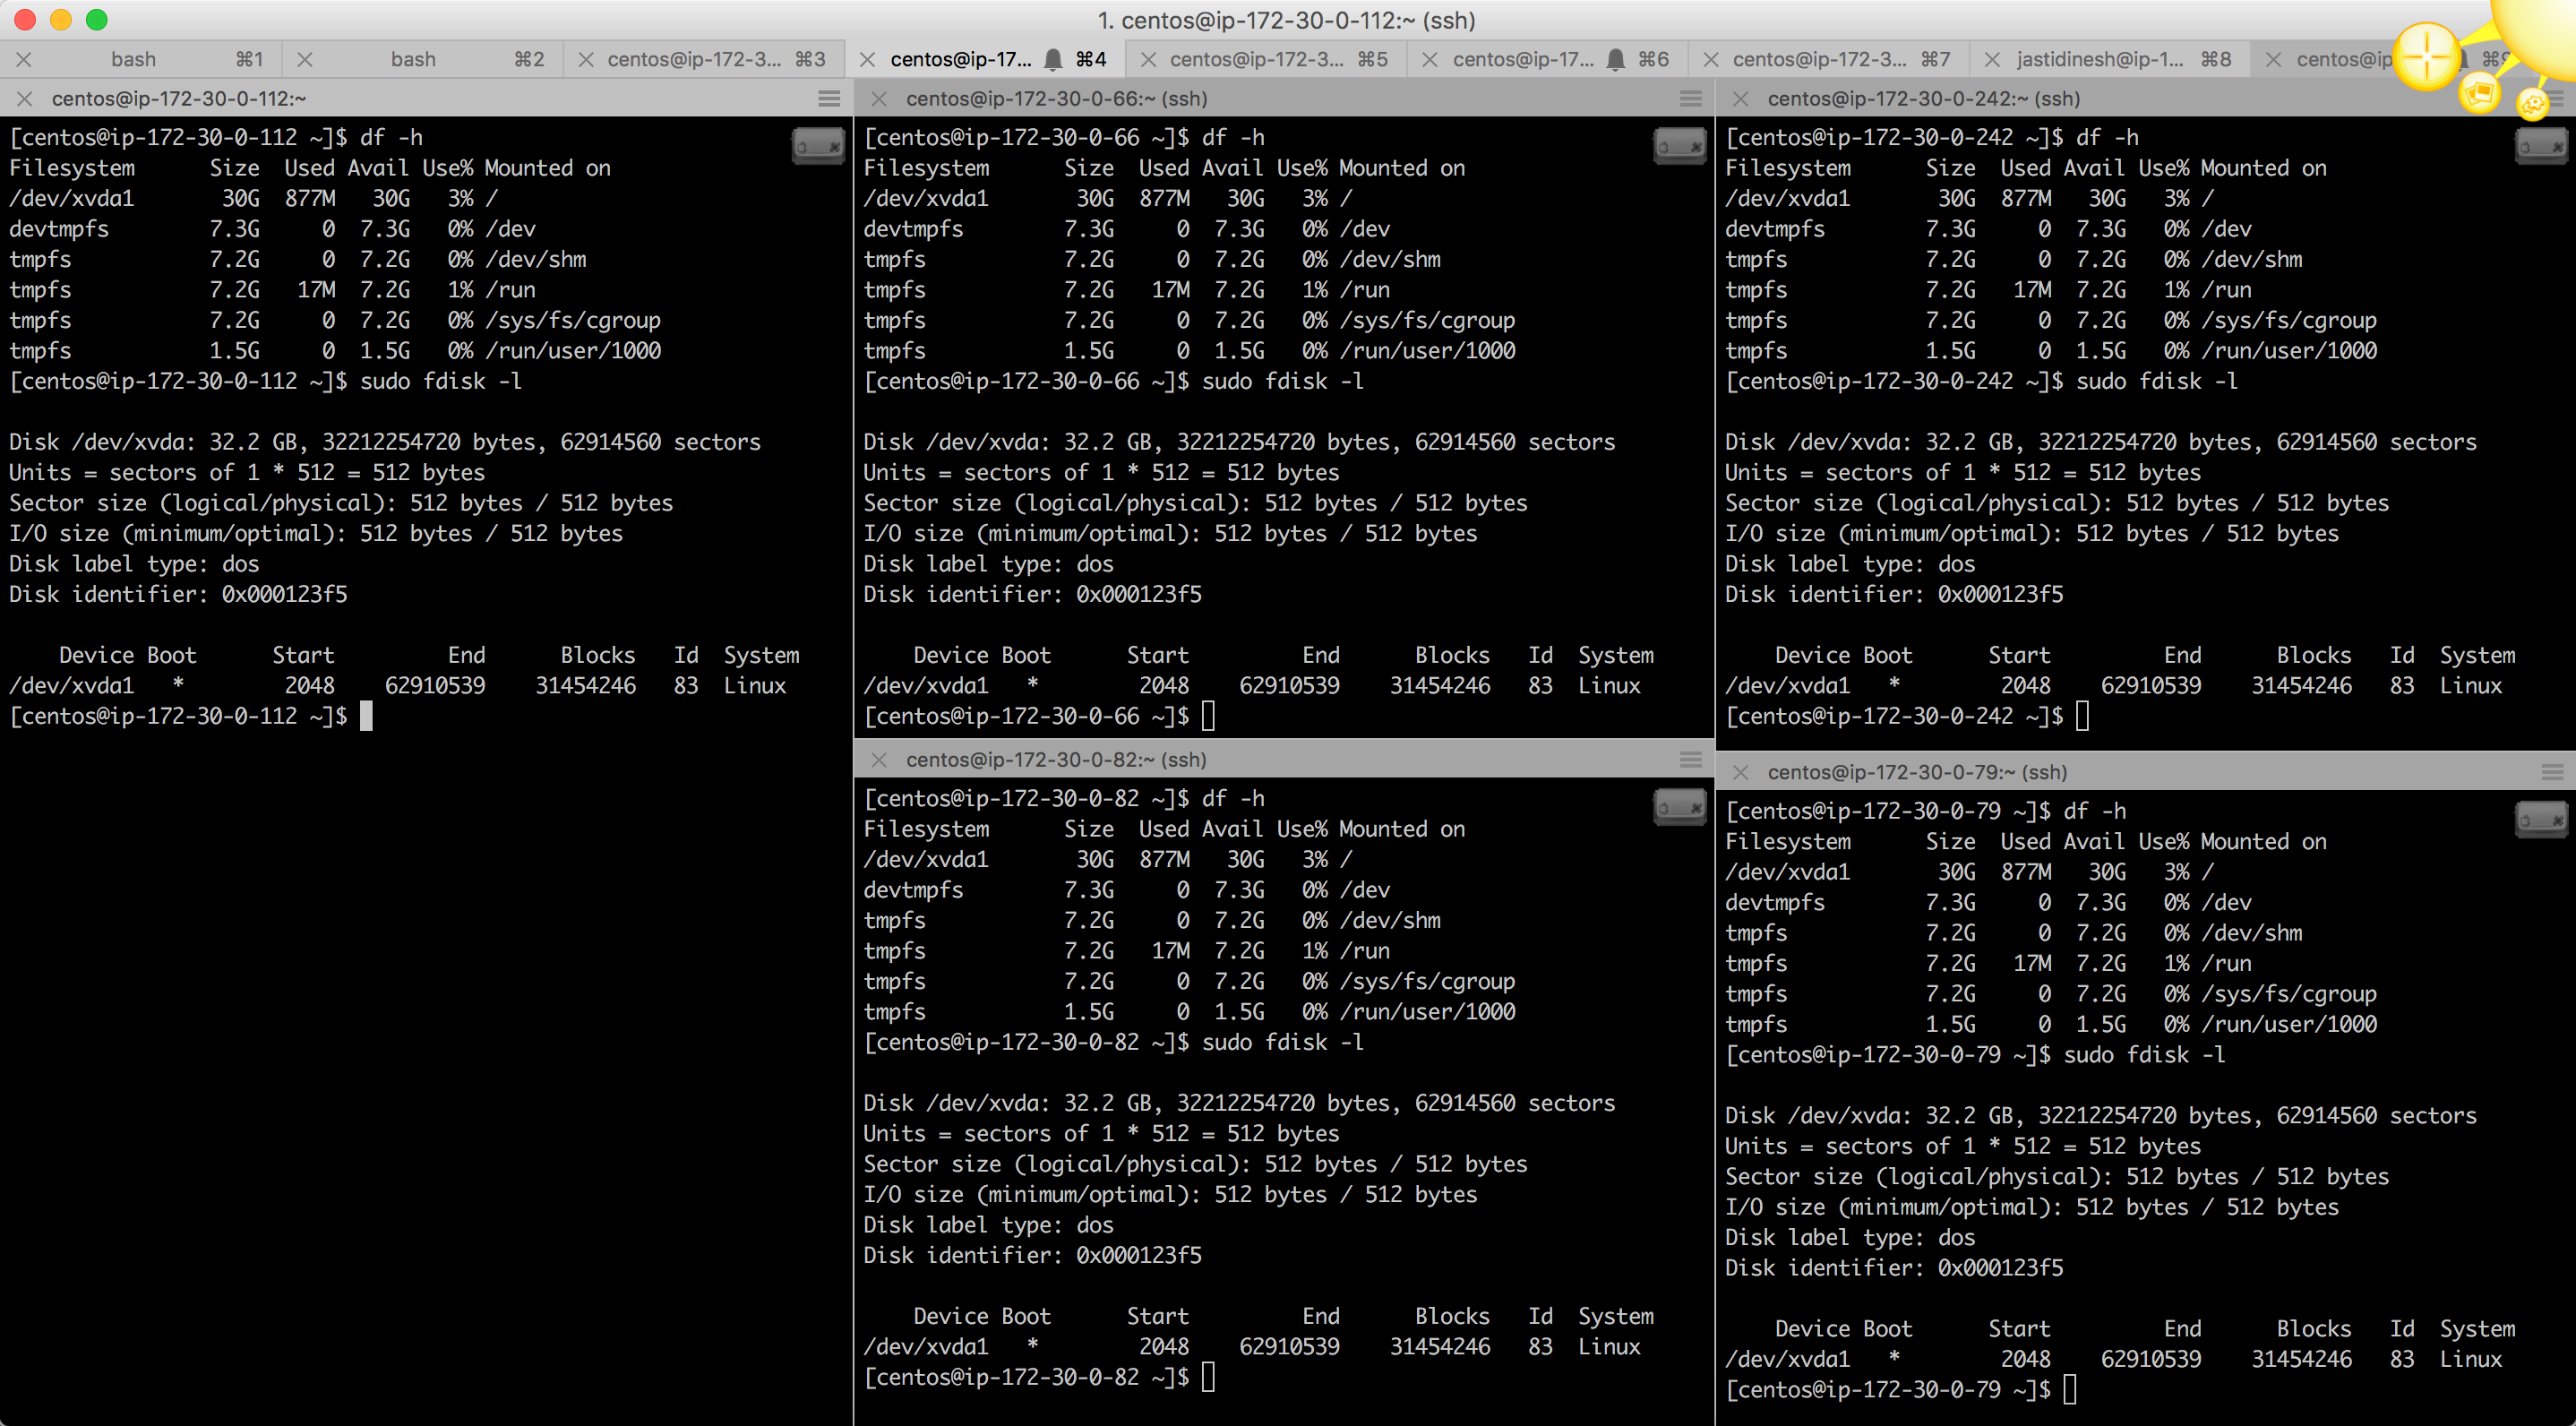 1. centos@ip-172-30-0-112:~ (ssh)
bash ⌘1 bash ⌘2 centos@ip-172-3... ⌘3 centos@ip-17... ⌘4 centos@ip-172-3... ⌘5 centos@ip-17... ⌘6 centos@ip-172-3... ⌘7 jastidinesh@ip-1... ⌘8 centos@ip
centos@ip-172-30-0-112:~
[centos@ip-172-30-0-112 ~]$ df -h
Filesystem      Size  Used Avail Use% Mounted on
/dev/xvda1       30G  877M   30G   3% /
devtmpfs        7.3G     0  7.3G   0% /dev
tmpfs           7.2G     0  7.2G   0% /dev/shm
tmpfs           7.2G   17M  7.2G   1% /run
tmpfs           7.2G     0  7.2G   0% /sys/fs/cgroup
tmpfs           1.5G     0  1.5G   0% /run/user/1000
[centos@ip-172-30-0-112 ~]$ sudo fdisk -l
Disk /dev/xvda: 32.2 GB, 32212254720 bytes, 62914560 sectors
Units = sectors of 1 * 512 = 512 bytes
Sector size (logical/physical): 512 bytes / 512 bytes
I/O size (minimum/optimal): 512 bytes / 512 bytes
Disk label type: dos
Disk identifier: 0x000123f5
    Device Boot      Start         End      Blocks   Id  System
/dev/xvda1   *        2048    62910539    31454246   83  Linux
[centos@ip-172-30-0-112 ~]$
centos@ip-172-30-0-66:~ (ssh)
[centos@ip-172-30-0-66 ~]$ df -h
Filesystem      Size  Used Avail Use% Mounted on
/dev/xvda1       30G  877M   30G   3% /
devtmpfs        7.3G     0  7.3G   0% /dev
tmpfs           7.2G     0  7.2G   0% /dev/shm
tmpfs           7.2G   17M  7.2G   1% /run
tmpfs           7.2G     0  7.2G   0% /sys/fs/cgroup
tmpfs           1.5G     0  1.5G   0% /run/user/1000
[centos@ip-172-30-0-66 ~]$ sudo fdisk -l
Disk /dev/xvda: 32.2 GB, 32212254720 bytes, 62914560 sectors
Units = sectors of 1 * 512 = 512 bytes
Sector size (logical/physical): 512 bytes / 512 bytes
I/O size (minimum/optimal): 512 bytes / 512 bytes
Disk label type: dos
Disk identifier: 0x000123f5
    Device Boot      Start         End      Blocks   Id  System
/dev/xvda1   *        2048    62910539    31454246   83  Linux
[centos@ip-172-30-0-66 ~]$
centos@ip-172-30-0-82:~ (ssh)
[centos@ip-172-30-0-82 ~]$ df -h
Filesystem      Size  Used Avail Use% Mounted on
/dev/xvda1       30G  877M   30G   3% /
devtmpfs        7.3G     0  7.3G   0% /dev
tmpfs           7.2G     0  7.2G   0% /dev/shm
tmpfs           7.2G   17M  7.2G   1% /run
tmpfs           7.2G     0  7.2G   0% /sys/fs/cgroup
tmpfs           1.5G     0  1.5G   0% /run/user/1000
[centos@ip-172-30-0-82 ~]$ sudo fdisk -l
Disk /dev/xvda: 32.2 GB, 32212254720 bytes, 62914560 sectors
Units = sectors of 1 * 512 = 512 bytes
Sector size (logical/physical): 512 bytes / 512 bytes
I/O size (minimum/optimal): 512 bytes / 512 bytes
Disk label type: dos
Disk identifier: 0x000123f5
    Device Boot      Start         End      Blocks   Id  System
/dev/xvda1   *        2048    62910539    31454246   83  Linux
[centos@ip-172-30-0-82 ~]$
centos@ip-172-30-0-242:~ (ssh)
[centos@ip-172-30-0-242 ~]$ df -h
Filesystem      Size  Used Avail Use% Mounted on
/dev/xvda1       30G  877M   30G   3% /
devtmpfs        7.3G     0  7.3G   0% /dev
tmpfs           7.2G     0  7.2G   0% /dev/shm
tmpfs           7.2G   17M  7.2G   1% /run
tmpfs           7.2G     0  7.2G   0% /sys/fs/cgroup
tmpfs           1.5G     0  1.5G   0% /run/user/1000
[centos@ip-172-30-0-242 ~]$ sudo fdisk -l
Disk /dev/xvda: 32.2 GB, 32212254720 bytes, 62914560 sectors
Units = sectors of 1 * 512 = 512 bytes
Sector size (logical/physical): 512 bytes / 512 bytes
I/O size (minimum/optimal): 512 bytes / 512 bytes
Disk label type: dos
Disk identifier: 0x000123f5
    Device Boot      Start         End      Blocks   Id  System
/dev/xvda1   *        2048    62910539    31454246   83  Linux
[centos@ip-172-30-0-242 ~]$
centos@ip-172-30-0-79:~ (ssh)
[centos@ip-172-30-0-79 ~]$ df -h
Filesystem      Size  Used Avail Use% Mounted on
/dev/xvda1       30G  877M   30G   3% /
devtmpfs        7.3G     0  7.3G   0% /dev
tmpfs           7.2G     0  7.2G   0% /dev/shm
tmpfs           7.2G   17M  7.2G   1% /run
tmpfs           7.2G     0  7.2G   0% /sys/fs/cgroup
tmpfs           1.5G     0  1.5G   0% /run/user/1000
[centos@ip-172-30-0-79 ~]$ sudo fdisk -l
Disk /dev/xvda: 32.2 GB, 32212254720 bytes, 62914560 sectors
Units = sectors of 1 * 512 = 512 bytes
Sector size (logical/physical): 512 bytes / 512 bytes
I/O size (minimum/optimal): 512 bytes / 512 bytes
Disk label type: dos
Disk identifier: 0x000123f5
    Device Boot      Start         End      Blocks   Id  System
/dev/xvda1   *        2048    62910539    31454246   83  Linux
[centos@ip-172-30-0-79 ~]$